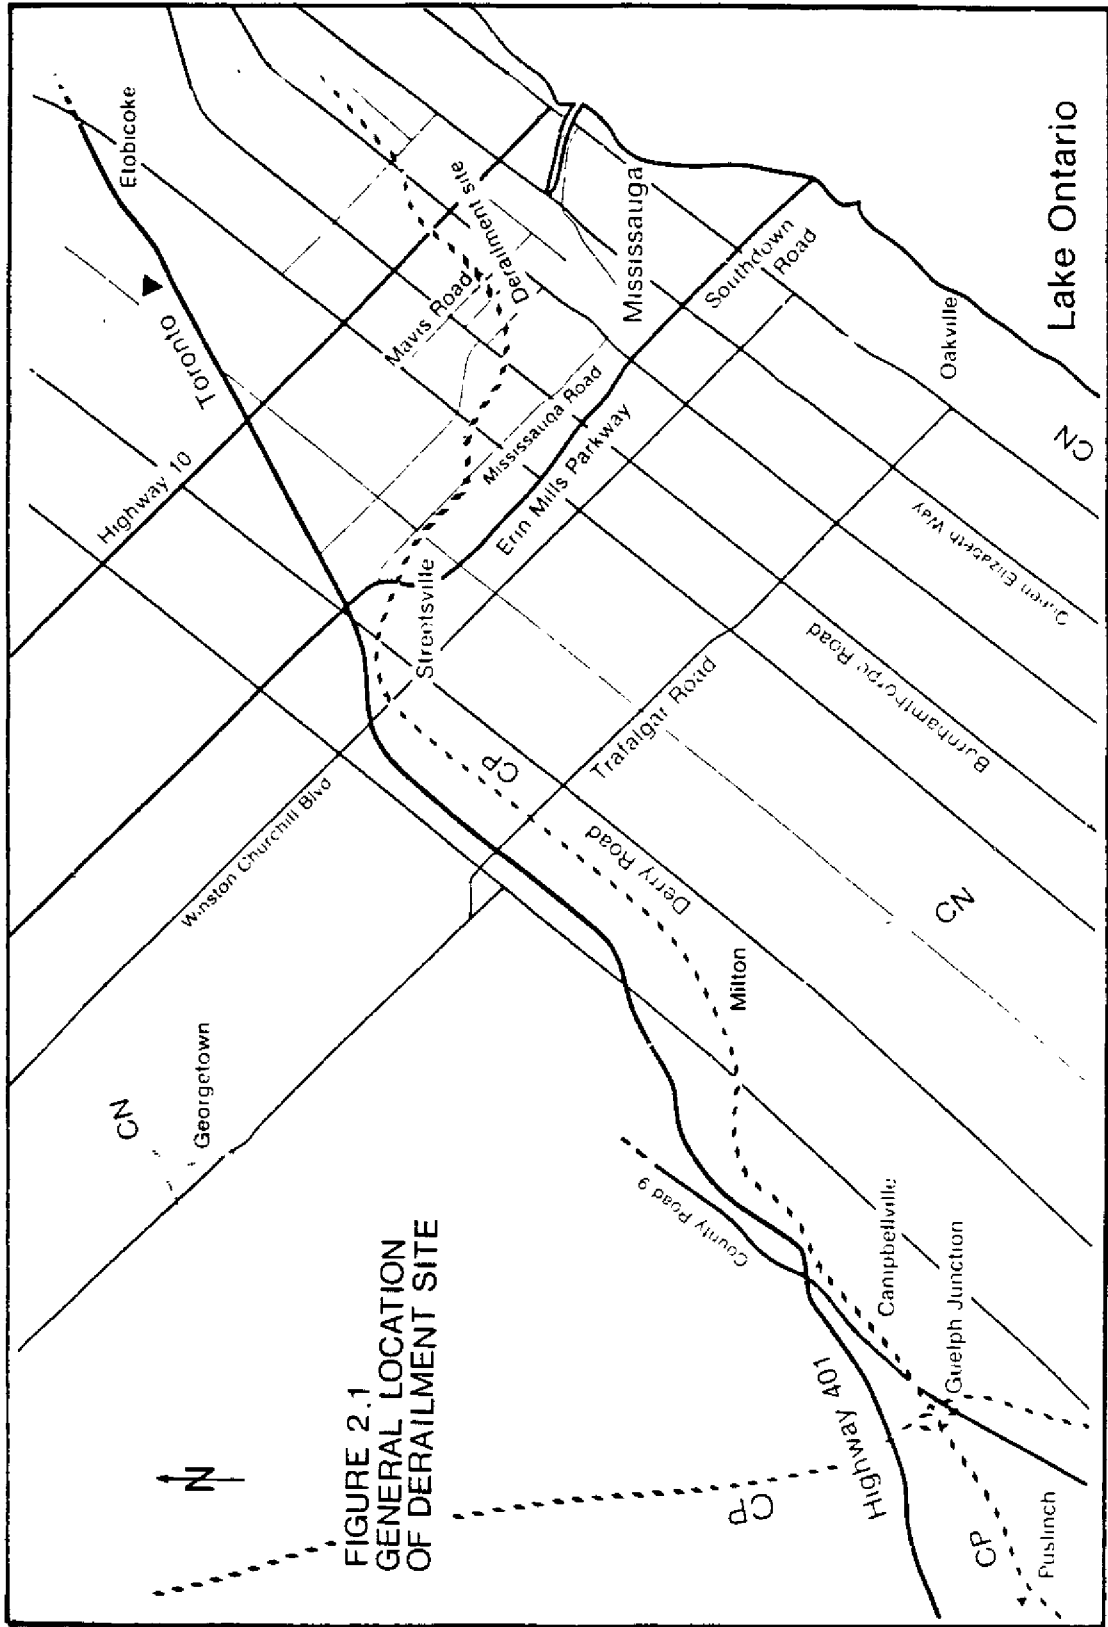 FIGURE 2.1
GENERAL LOCATION
OF DERAILMENT SITE
N
Etobicoke
Toronto
Highway 10
Mavis Road
Derailment site
Mississauga
Southdown
Road
Mississauga Road
Erin Mills Parkway
Streetsville
Oakville
Lake Ontario
CN
Queen Elizabeth Way
Burnhamthorpe Road
Trafalgar Road
Winston Churchill Blvd
CP
Derry Road
CN
Milton
Georgetown
CN
County Road 9
Campbellville
Guelph Junction
Highway 401
CP
CP
Puslinch